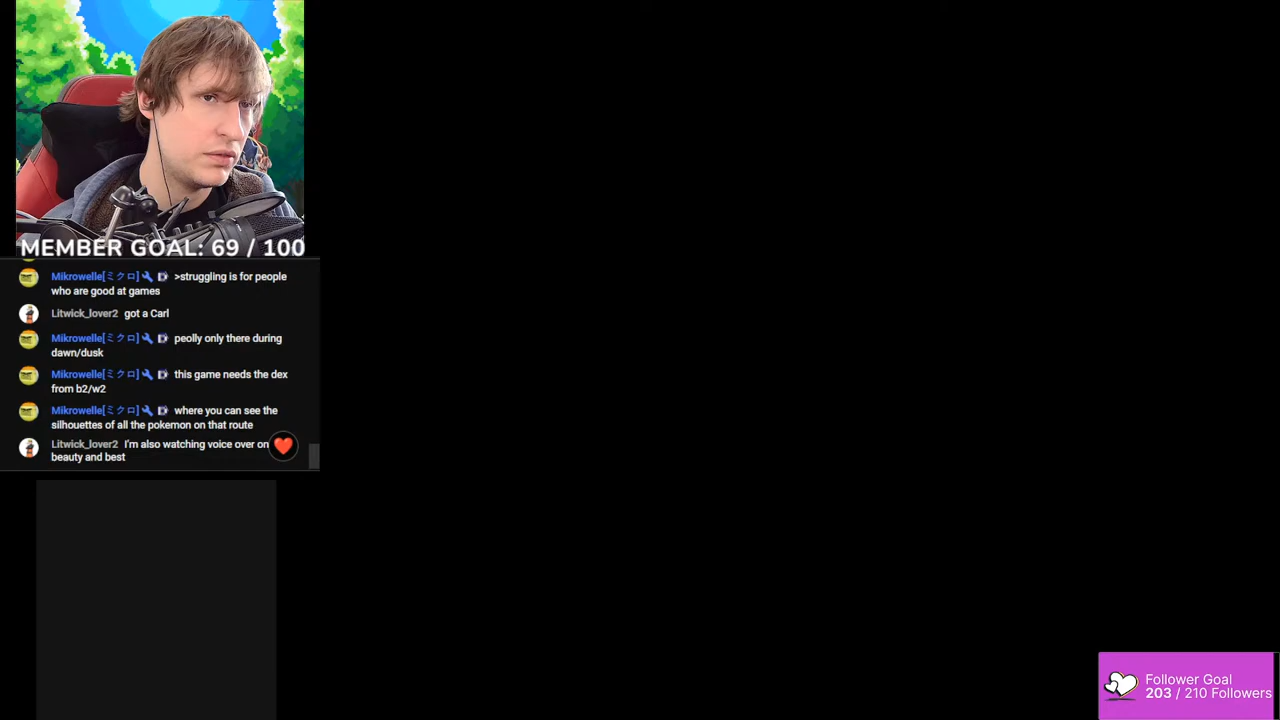 MEMBER GOAL: 69 / 100
Mikrowelle[ミクロ] >struggling is for people
who are good at games
Litwick_lover2 got a Carl
Mikrowelle[ミクロ] peolly only there during
dawn/dusk
Mikrowelle[ミクロ] this game needs the dex
from b2/w2
Mikrowelle[ミクロ] where you can see the
silhouettes of all the pokemon on that route
Litwick_lover2 I'm also watching voice over on
beauty and best
Follower Goal
203 / 210 Followers